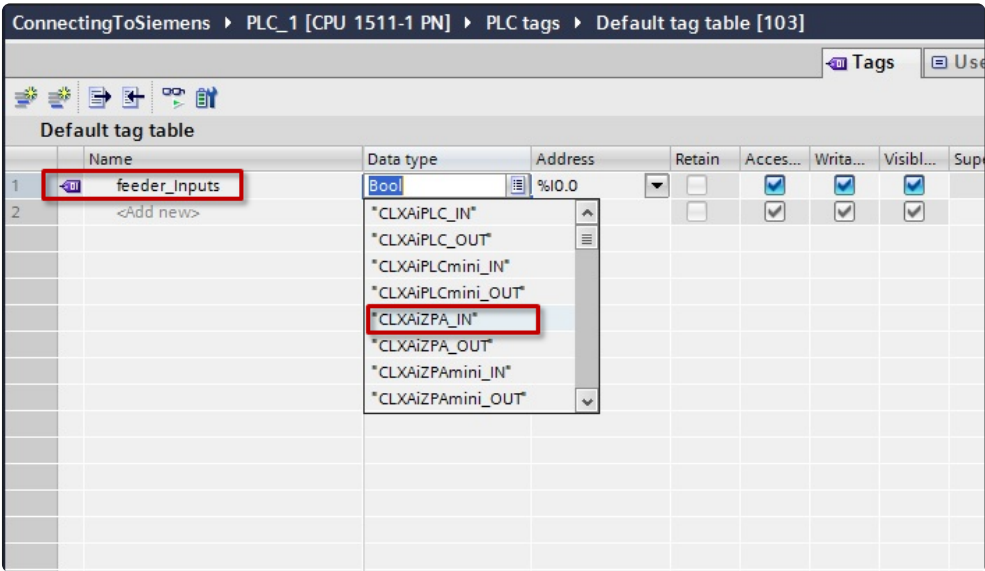 ConnectingToSiemens ▸ PLC_1 [CPU 1511-1 PN] ▸ PLC tags ▸ Default tag table [103]
Tags Use
Default tag table
Name Data type Address Retain Acces... Writa... Visibl... Supe
1 feeder_Inputs Bool %I0.0
2 <Add new>
"CLXAiPLC_IN"
"CLXAiPLC_OUT"
"CLXAiPLCmini_IN"
"CLXAiPLCmini_OUT"
"CLXAiZPA_IN"
"CLXAiZPA_OUT"
"CLXAiZPAmini_IN"
"CLXAiZPAmini_OUT"